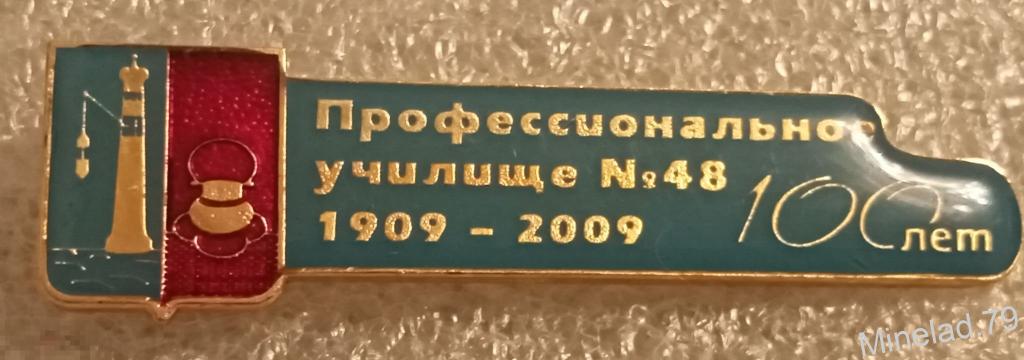 Профессиональное
училище №48
1909 - 2009
100 лет
Minelad.79